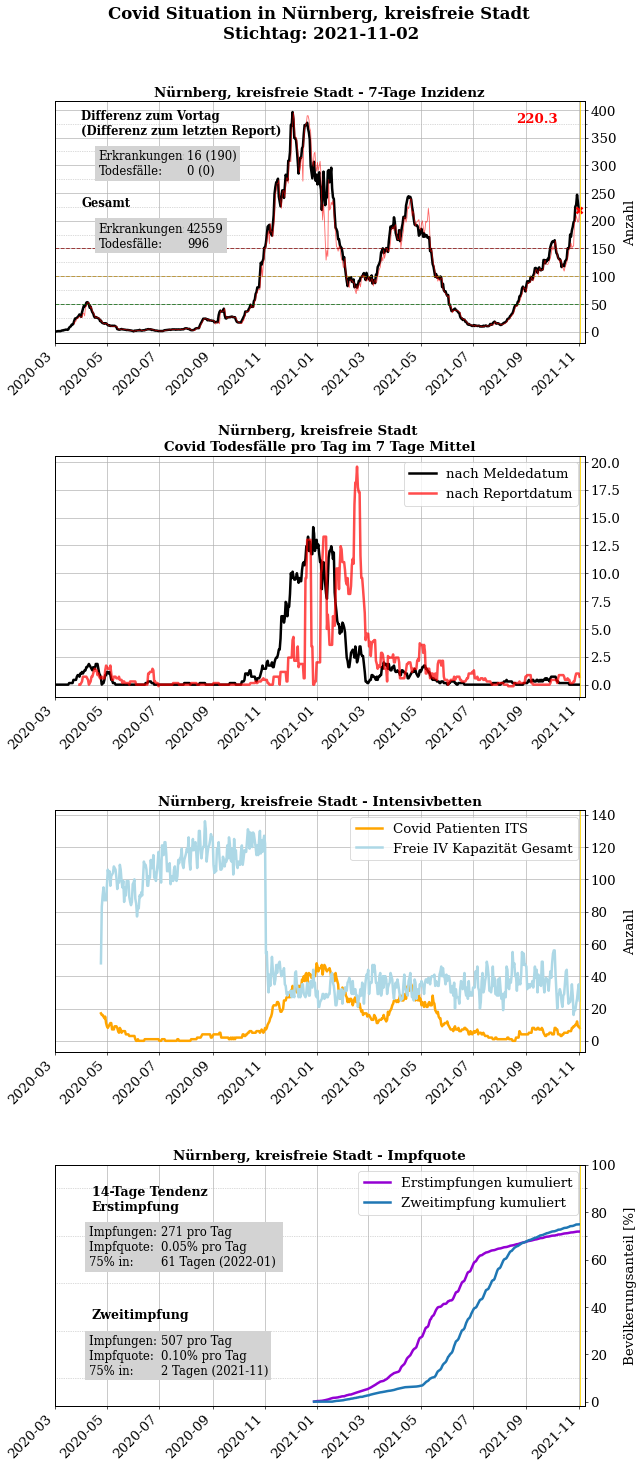 Covid Situation in Nürnberg, kreisfreie Stadt
Stichtag: 2021-11-02
Nürnberg, kreisfreie Stadt - 7-Tage Inzidenz
Differenz zum Vortag
(Differenz zum letzten Report)
Erkrankungen 16 (190)
Todesfälle: 0 (0)
Gesamt
Erkrankungen 42559
Todesfälle: 996
220.3
400
350
300
250
200
150
100
50
0
Anzahl
2020-03
2020-05
2020-07
2020-09
2020-11
2021-01
2021-03
2021-05
2021-07
2021-09
2021-11
Nürnberg, kreisfreie Stadt
Covid Todesfälle pro Tag im 7 Tage Mittel
nach Meldedatum
nach Reportdatum
20.0
17.5
15.0
12.5
10.0
7.5
5.0
2.5
0.0
2020-03
2020-05
2020-07
2020-09
2020-11
2021-01
2021-03
2021-05
2021-07
2021-09
2021-11
Nürnberg, kreisfreie Stadt - Intensivbetten
Covid Patienten ITS
Freie IV Kapazität Gesamt
140
120
100
80
60
40
20
0
Anzahl
2020-03
2020-05
2020-07
2020-09
2020-11
2021-01
2021-03
2021-05
2021-07
2021-09
2021-11
Nürnberg, kreisfreie Stadt - Impfquote
14-Tage Tendenz
Erstimpfung
Impfungen: 271 pro Tag
Impfquote: 0.05% pro Tag
75% in: 61 Tagen (2022-01)
Zweitimpfung
Impfungen: 507 pro Tag
Impfquote: 0.10% pro Tag
75% in: 2 Tagen (2021-11)
Erstimpfungen kumuliert
Zweitimpfung kumuliert
100
80
60
40
20
0
Bevölkerungsanteil [%]
2020-03
2020-05
2020-07
2020-09
2020-11
2021-01
2021-03
2021-05
2021-07
2021-09
2021-11